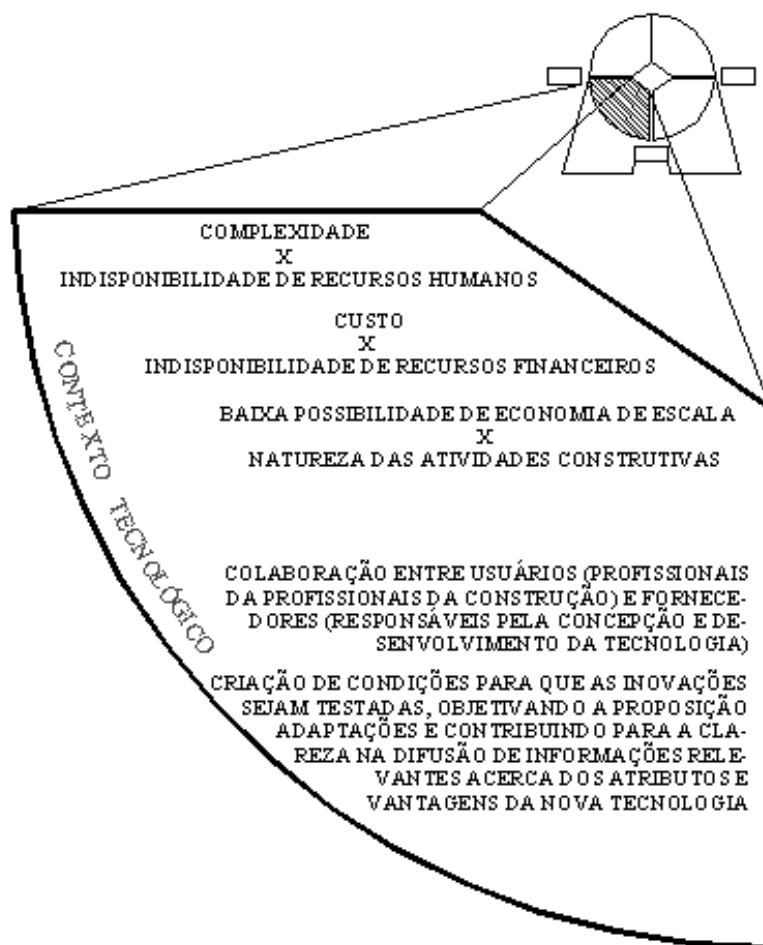 COMPLEXIDADE
X
INDISPONIBILIDADE DE RECURSOS HUMANOS
CUSTO
X
INDISPONIBILIDADE DE RECURSOS FINANCEIROS
BAIXA POSSIBILIDADE DE ECONOMIA DE ESCALA
X
NATUREZA DAS ATIVIDADES CONSTRUTIVAS
CONTEXTO TECNOLÓGICO
COLABORAÇÃO ENTRE USUÁRIOS (PROFISSIONAIS
DA PROFISSIONAIS DA CONSTRUÇÃO) E FORNECE-
DORES (RESPONSÁVEIS PELA CONCEPÇÃO E DE-
SENVOLVIMENTO DA TECNOLOGIA)
CRIAÇÃO DE CONDIÇÕES PARA QUE AS INOVAÇÕES
SEJAM TESTADAS, OBJETIVANDO A PROPOSIÇÃO
ADAPTAÇÕES E CONTRIBUINDO PARA A CLA-
REZA NA DIFUSÃO DE INFORMAÇÕES RELE-
VANTES ACERCA DOS ATRIBUTOS E
VANTAGENS DA NOVA TECNOLOGIA